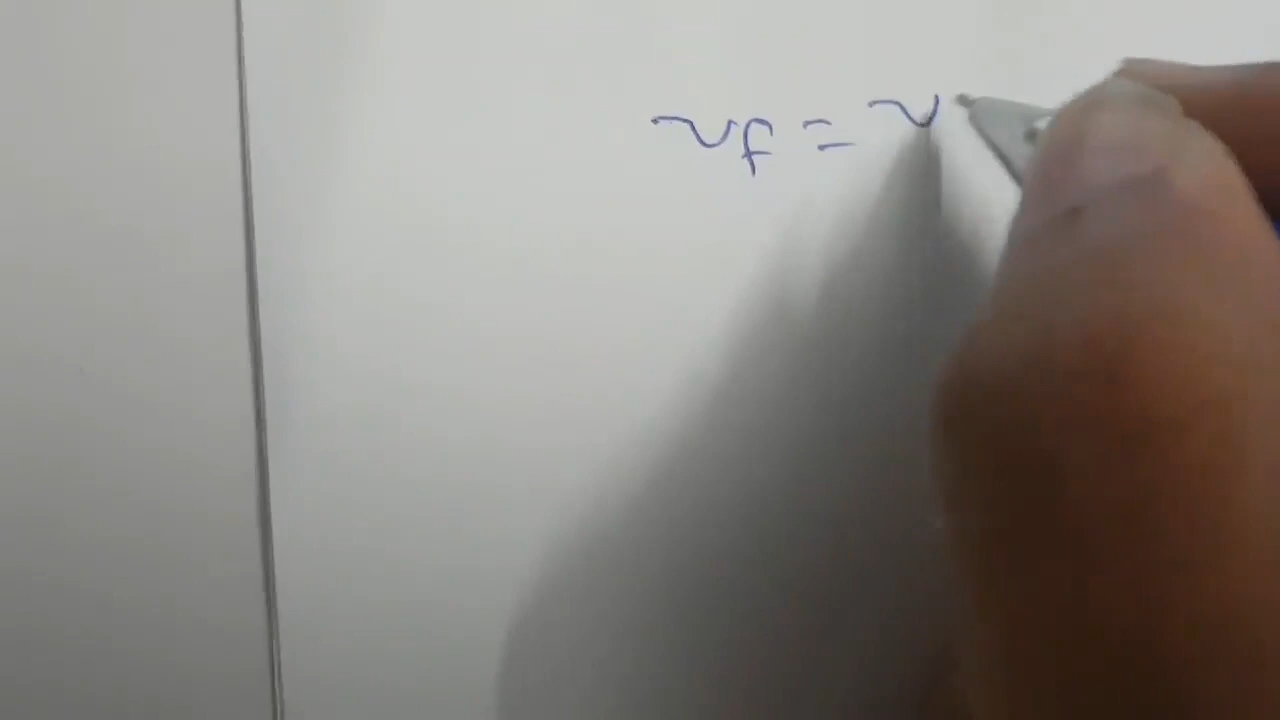 vf = v